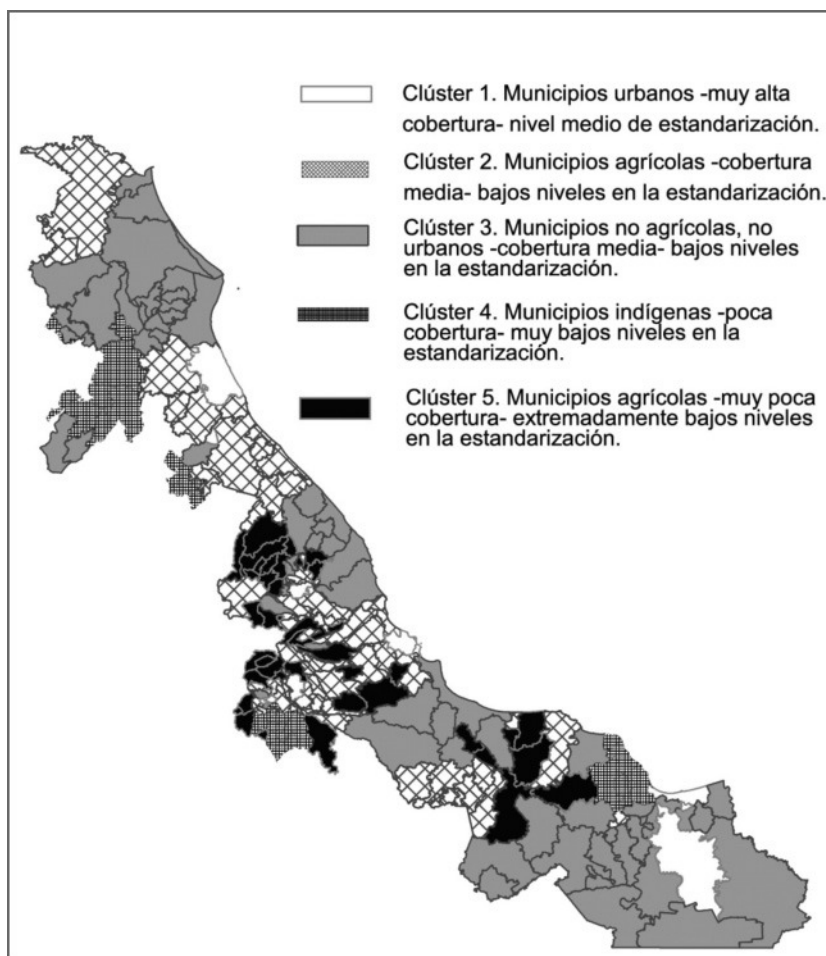 Clúster 1. Municipios urbanos -muy alta
cobertura- nivel medio de estandarización.
Clúster 2. Municipios agrícolas -cobertura
media- bajos niveles en la estandarización.
Clúster 3. Municipios no agrícolas, no
urbanos -cobertura media- bajos niveles
en la estandarización.
Clúster 4. Municipios indígenas -poca
cobertura- muy bajos niveles en la
estandarización.
Clúster 5. Municipios agrícolas -muy poca
cobertura- extremadamente bajos niveles
en la estandarización.